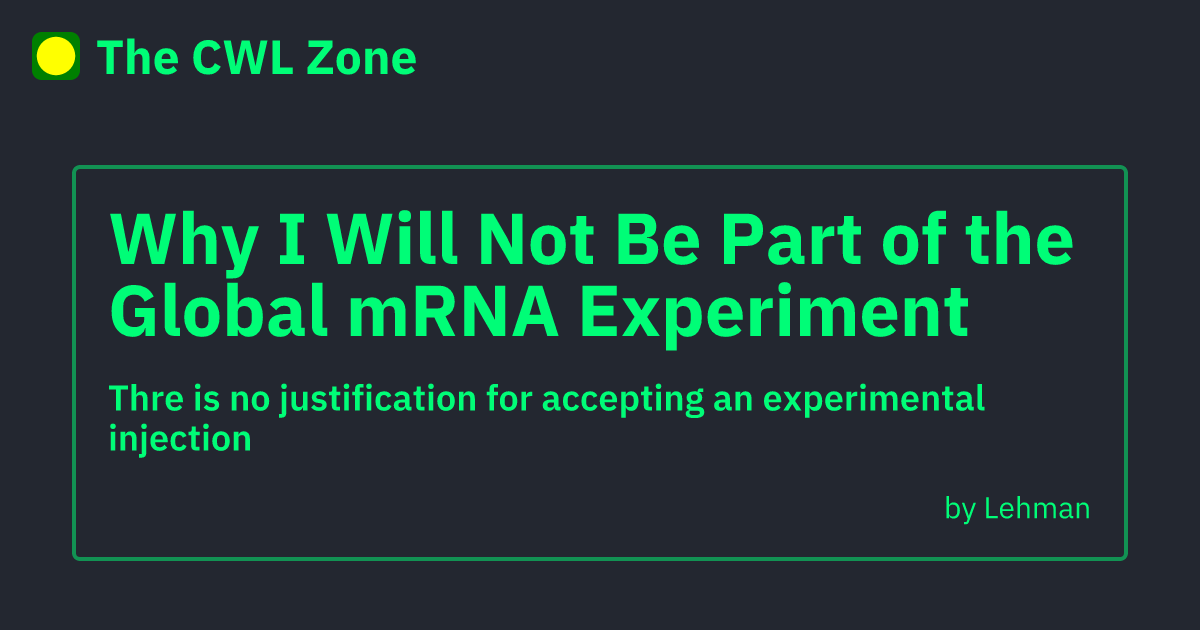 The CWL Zone
Why I Will Not Be Part of the
Global mRNA Experiment
Thre is no justification for accepting an experimental
injection
by Lehman